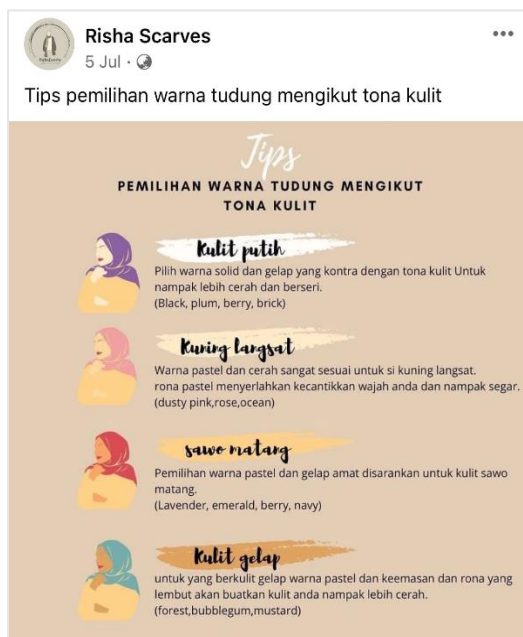 Risha Scarves
5 Jul ·
Tips pemilihan warna tudung mengikut tona kulit
Tips
PEMILIHAN WARNA TUDUNG MENGIKUT
TONA KULIT
Kulit putih
Pilih warna solid dan gelap yang kontra dengan tona kulit Untuk
nampak lebih cerah dan berseri.
(Black, plum, berry, brick)
Kuning langsat
Warna pastel dan cerah sangat sesuai untuk si kuning langsat.
rona pastel menyerlahkan kecantikkan wajah anda dan nampak segar.
(dusty pink,rose,ocean)
sawo matang
Pemilihan warna pastel dan gelap amat disarankan untuk kulit sawo
matang.
(Lavender, emerald, berry, navy)
Kulit gelap
untuk yang berkulit gelap warna pastel dan keemasan dan rona yang
lembut akan buatkan kulit anda nampak lebih cerah.
(forest,bubblegum,mustard)